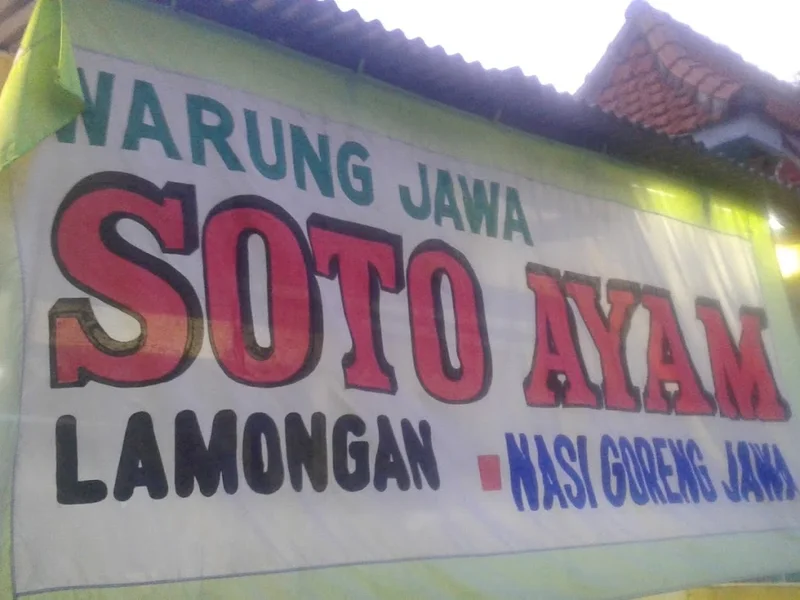 WARUNG JAWA
SOTO AYAM
LAMONGAN
NASI GORENG JAWA